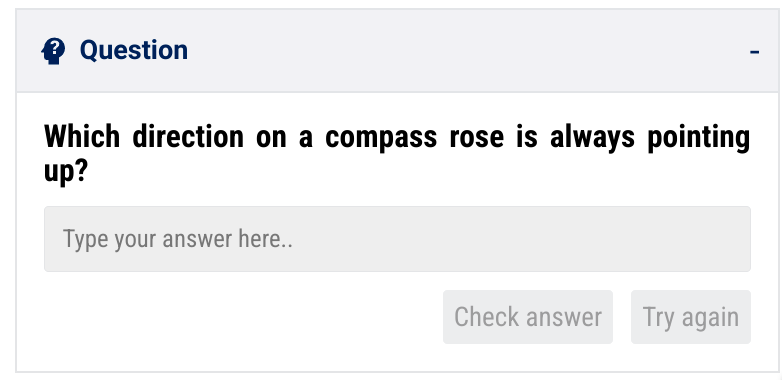 Question
-
Which direction on a compass rose is always pointing
up?
Type your answer here..
Check answer
Try again